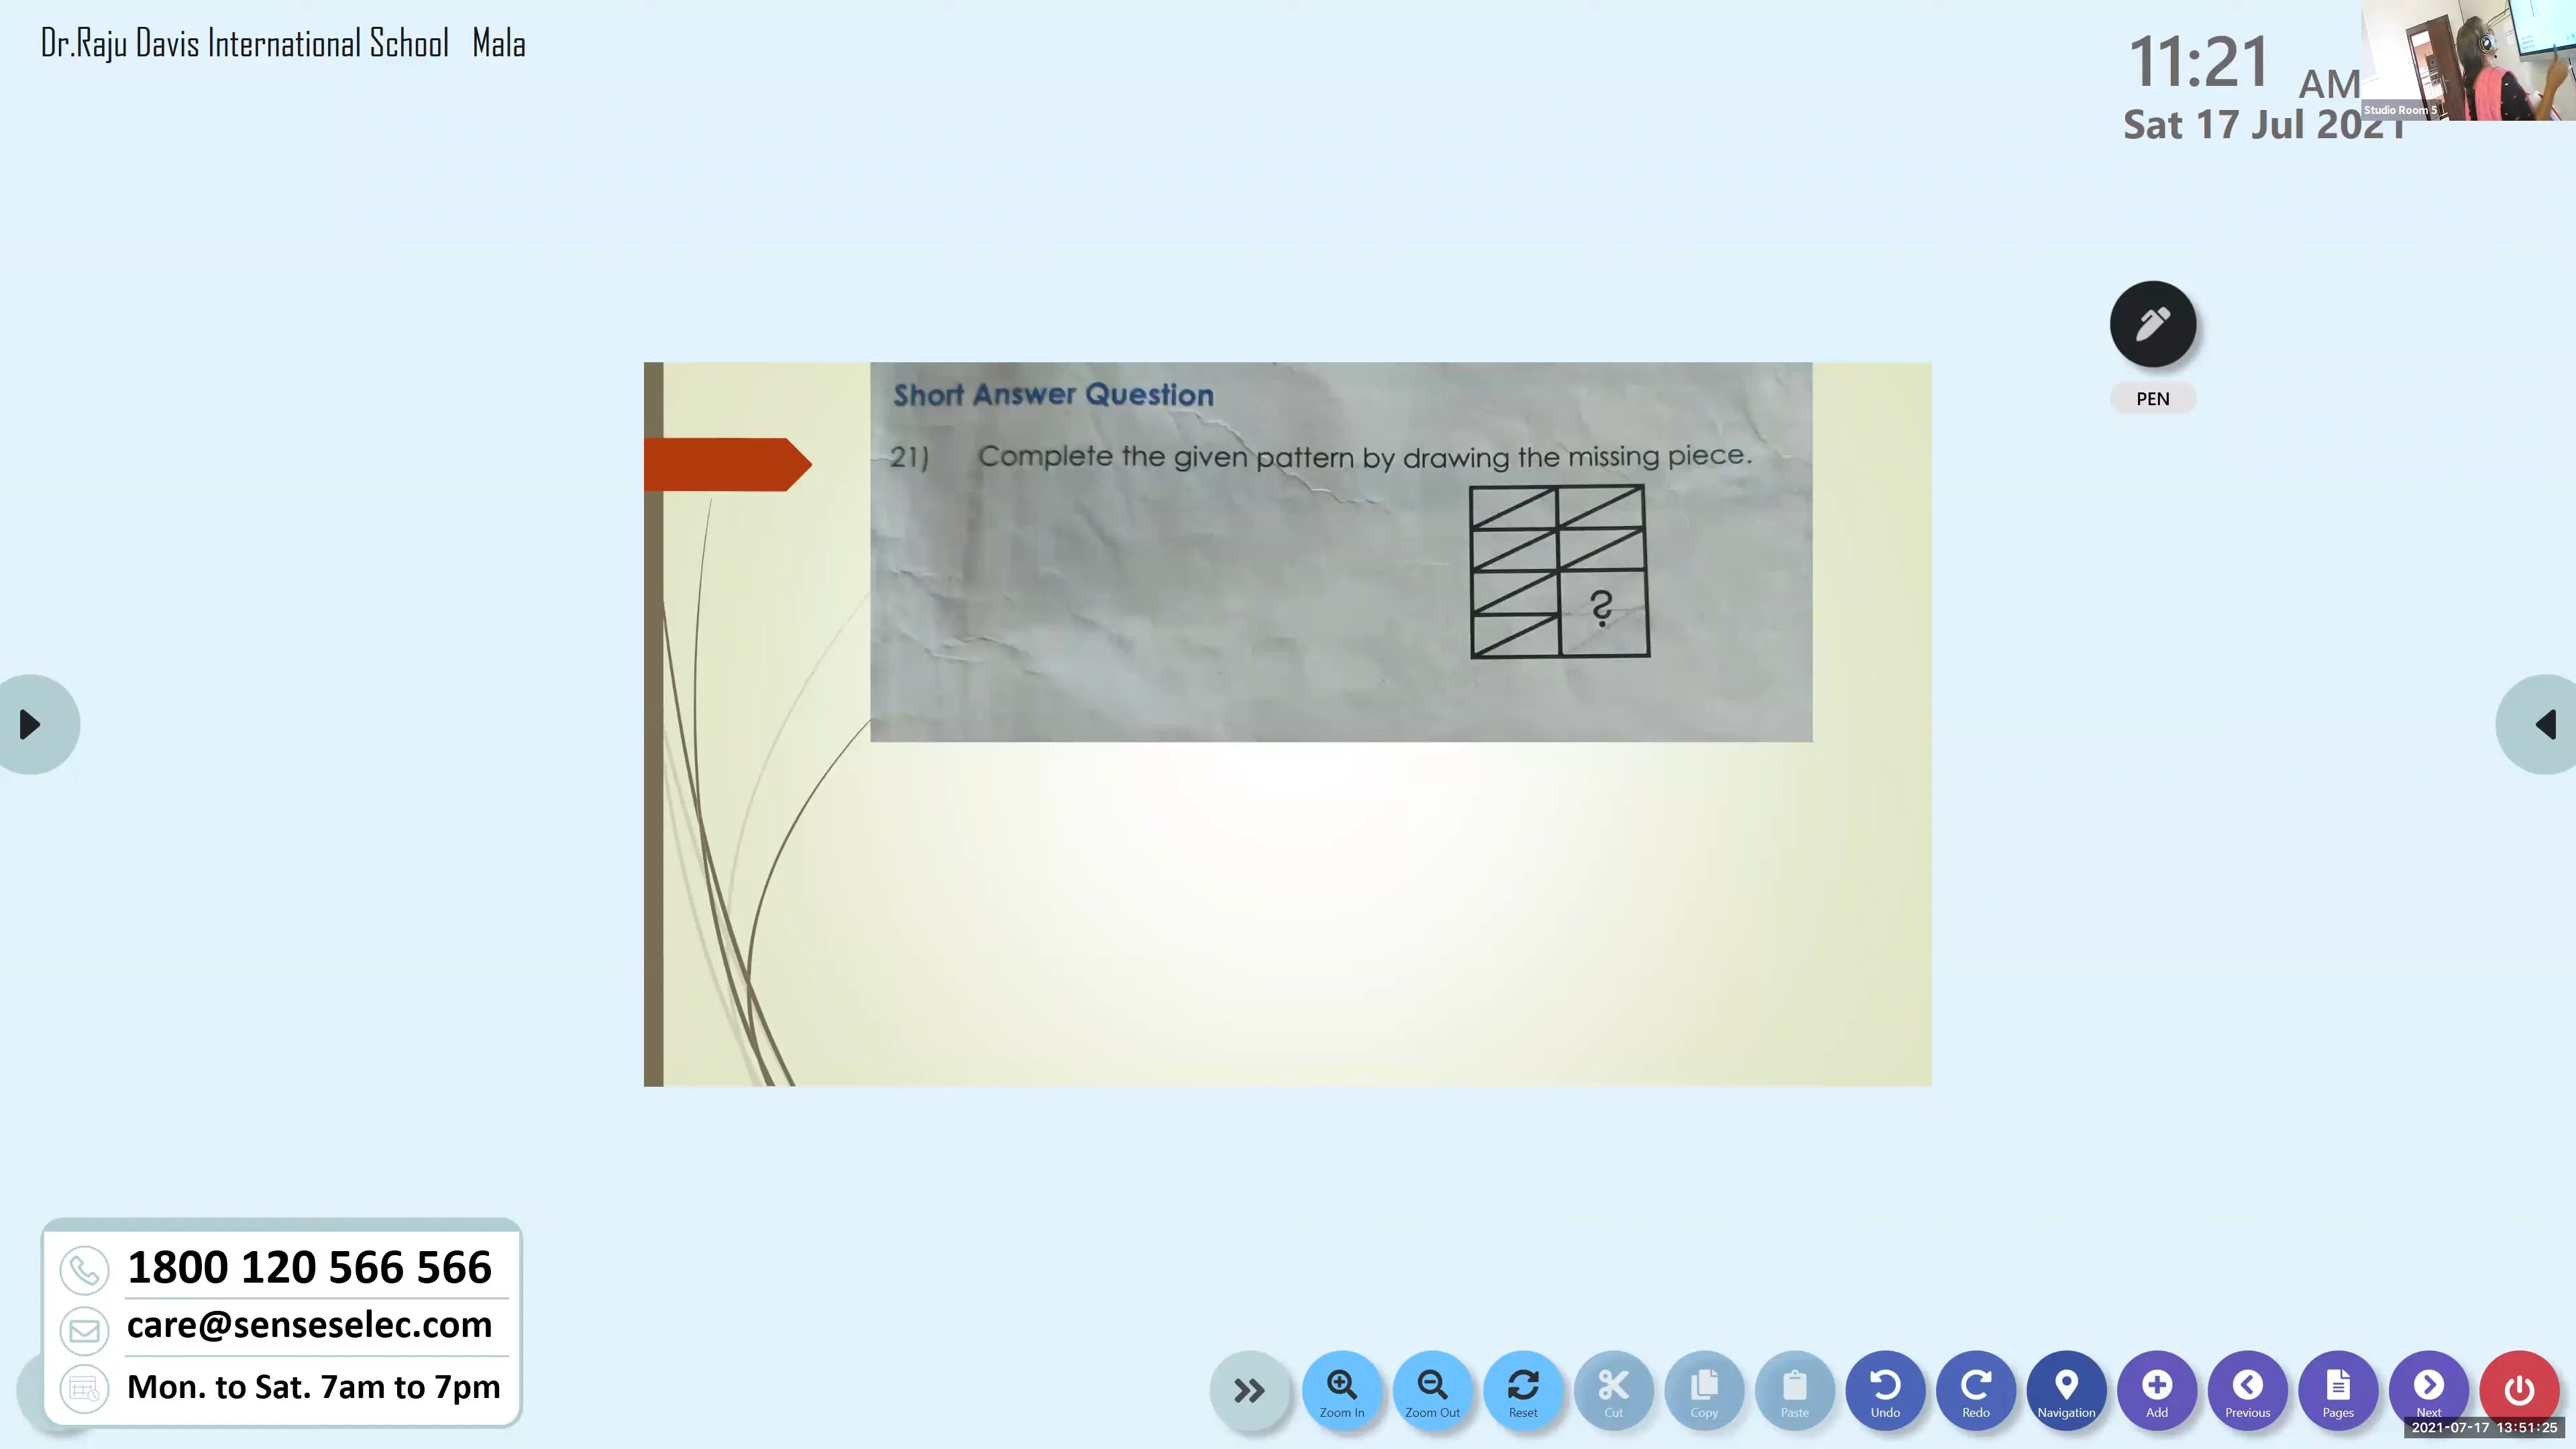 Dr.Raju Davis International School Mala
11:21 AM
Sat 17 Jul 2021
Studio Room 5
PEN
Short Answer Question
21) Complete the given pattern by drawing the missing piece.
?
1800 120 566 566
care@senseselec.com
Mon. to Sat. 7am to 7pm
Zoom In
Zoom Out
Reset
Cut
Copy
Paste
Undo
Redo
Navigation
Add
Previous
Pages
Next
2021-07-17 13:51:25